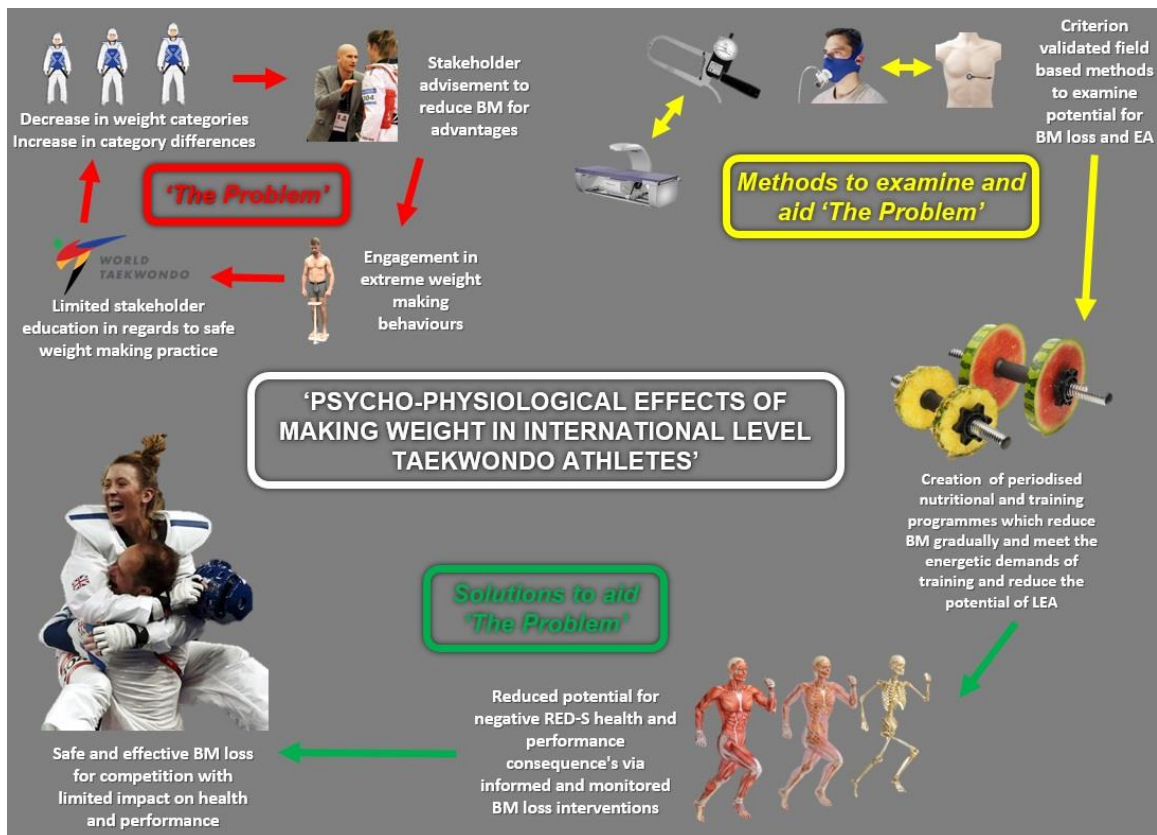 Decrease in weight categories
Increase in category differences
Stakeholder
advisement to
reduce BM for
advantages
'The Problem'
Engagement in
extreme weight
making
behaviours
WORLD
TAEKWONDO
Limited stakeholder
education in regards to safe
weight making practice
Criterion
validated field
based methods
to examine
potential for
BM loss and EA
Methods to examine and
aid 'The Problem'
'PSYCHO-PHYSIOLOGICAL EFFECTS OF
MAKING WEIGHT IN INTERNATIONAL LEVEL
TAEKWONDO ATHLETES'
Creation of periodised
nutritional and training
programmes which reduce
BM gradually and meet the
energetic demands of
training and reduce the
potential of LEA
Solutions to aid
'The Problem'
Reduced potential for
negative RED-S health and
performance
consequence's via
informed and monitored
BM loss interventions
Safe and effective BM loss
for competition with
limited impact on health
and performance